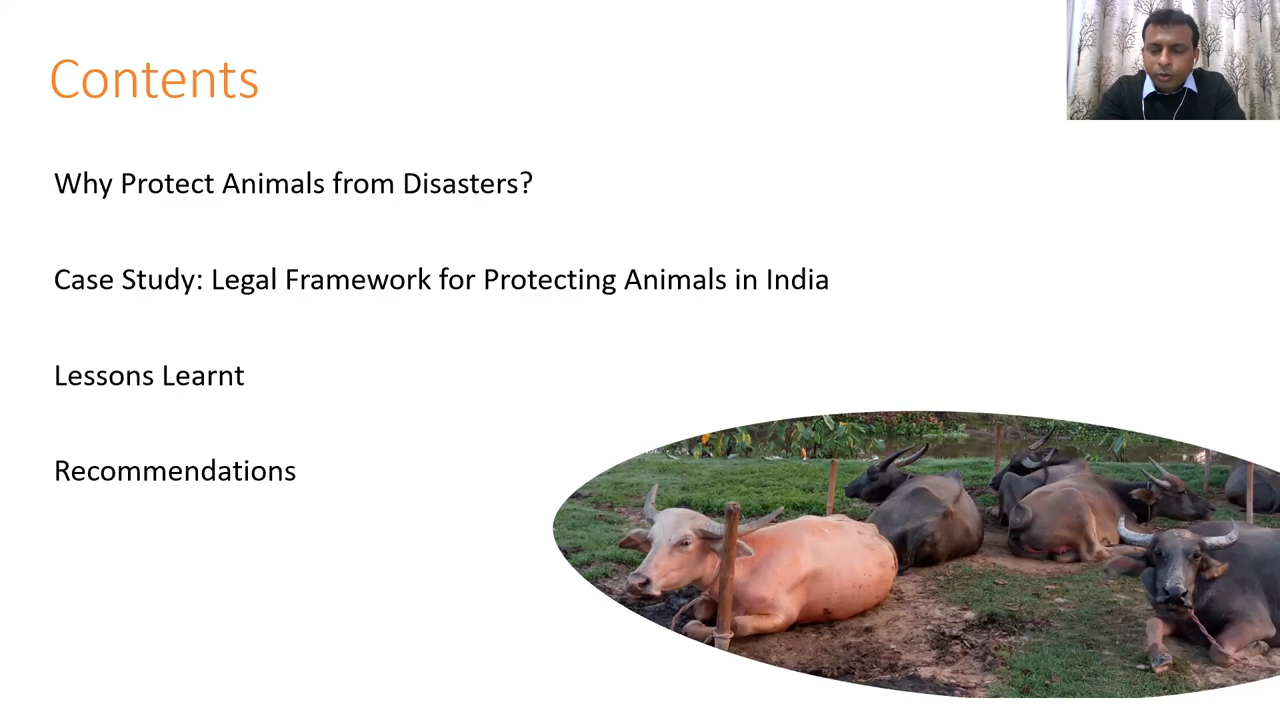 Contents
Why Protect Animals from Disasters?
Case Study: Legal Framework for Protecting Animals in India
Lessons Learnt
Recommendations